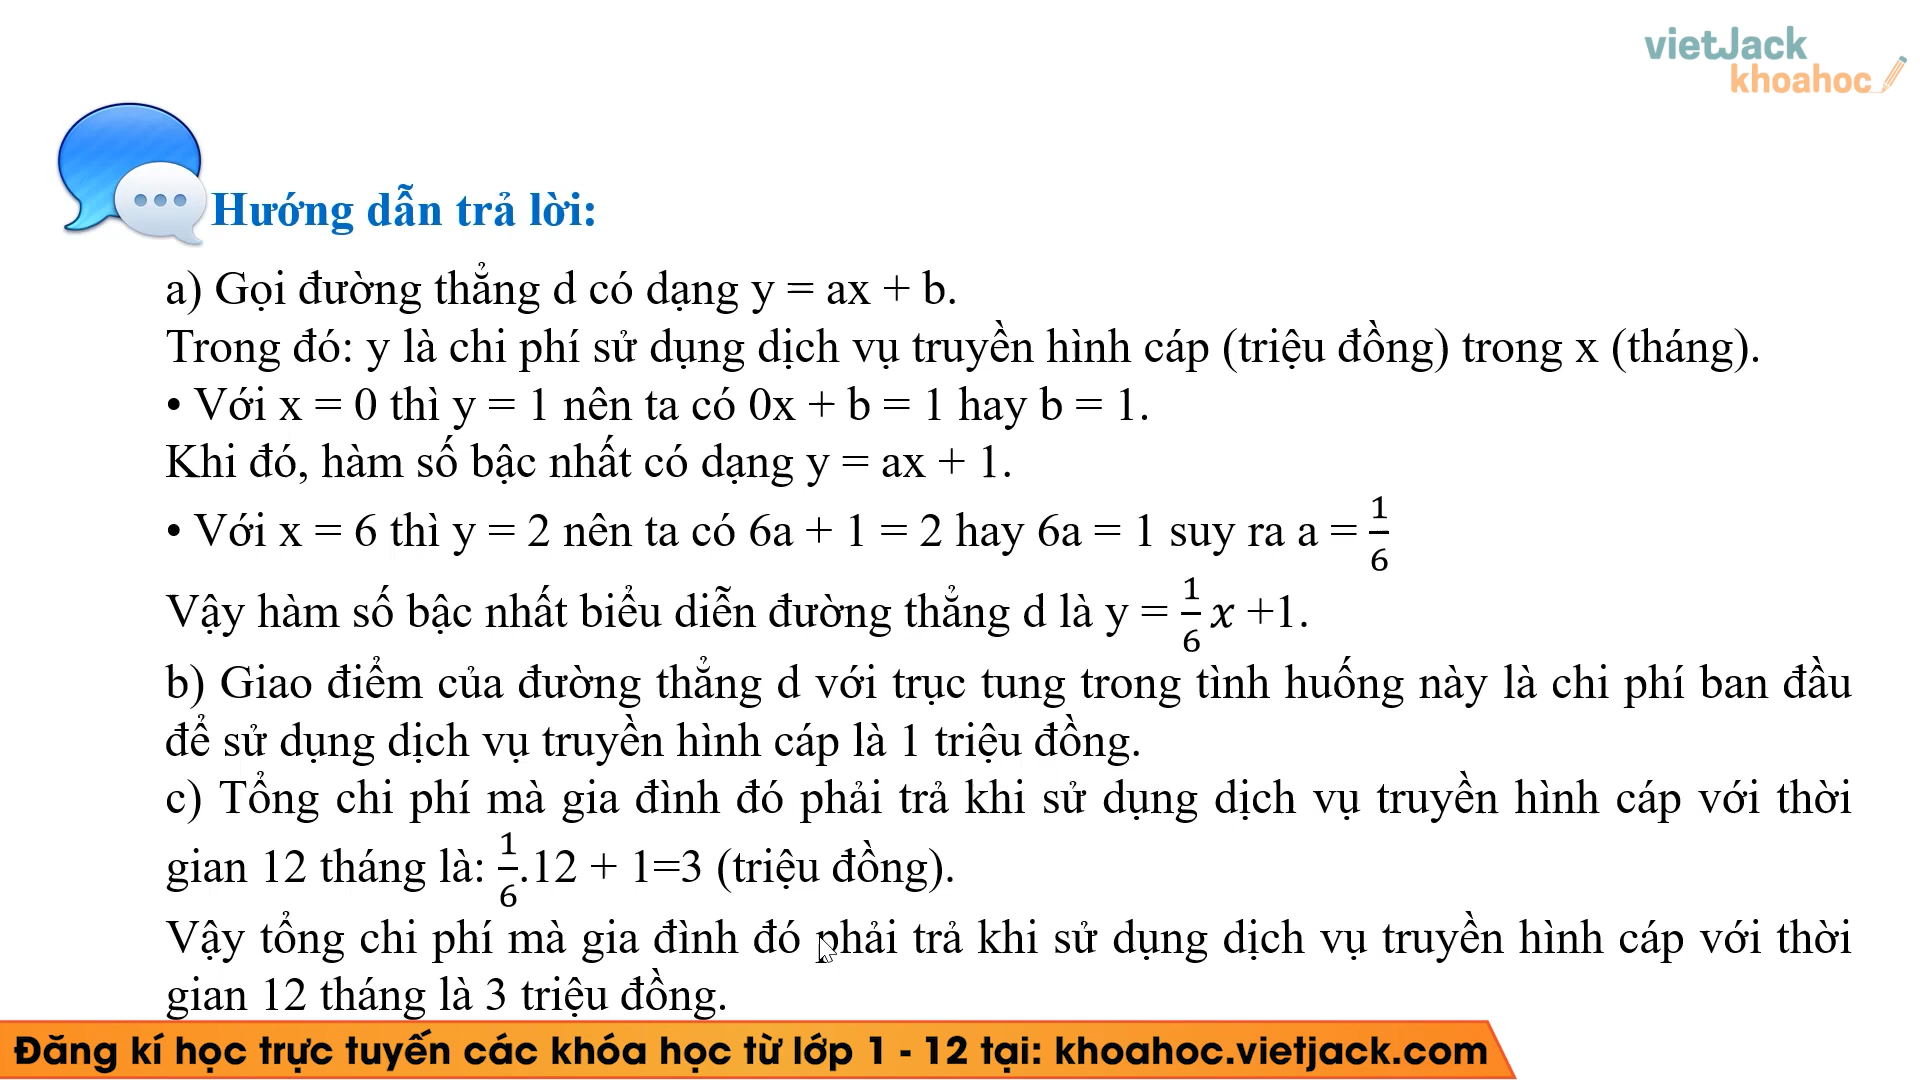 vietJack
khoahoc
Hướng dẫn trả lời:
a) Gọi đường thẳng d có dạng y = ax + b.
Trong đó: y là chi phí sử dụng dịch vụ truyền hình cáp (triệu đồng) trong x (tháng).
• Với x = 0 thì y = 1 nên ta có 0x + b = 1 hay b = 1.
Khi đó, hàm số bậc nhất có dạng y = ax + 1.
• Với x = 6 thì y = 2 nên ta có 6a + 1 = 2 hay 6a = 1 suy ra a = 1/6
Vậy hàm số bậc nhất biểu diễn đường thẳng d là y = 1/6 x +1.
b) Giao điểm của đường thẳng d với trục tung trong tình huống này là chi phí ban đầu
để sử dụng dịch vụ truyền hình cáp là 1 triệu đồng.
c) Tổng chi phí mà gia đình đó phải trả khi sử dụng dịch vụ truyền hình cáp với thời
gian 12 tháng là: 1/6.12 + 1=3 (triệu đồng).
Vậy tổng chi phí mà gia đình đó phải trả khi sử dụng dịch vụ truyền hình cáp với thời
gian 12 tháng là 3 triệu đồng.
Đăng kí học trực tuyến các khóa học từ lớp 1 - 12 tại: khoahoc.vietjack.com